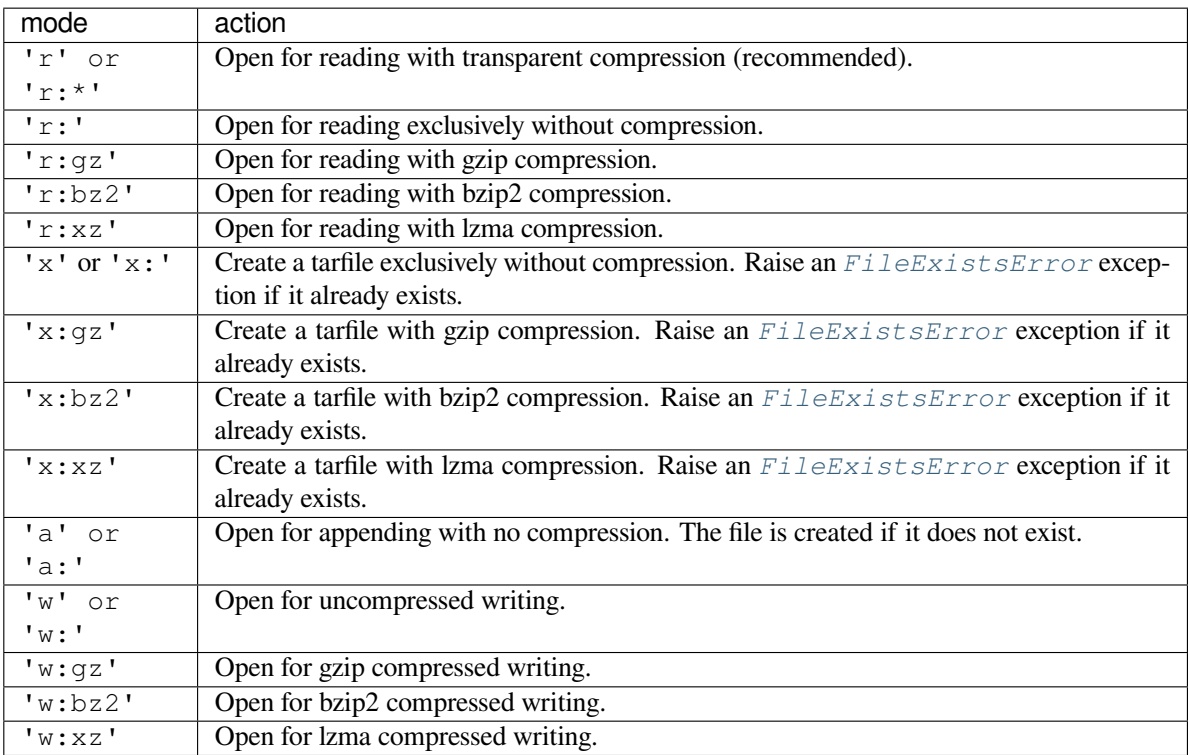 mode action
'r' or Open for reading with transparent compression (recommended).
'r:*'
'r:' Open for reading exclusively without compression.
'r:gz' Open for reading with gzip compression.
'r:bz2' Open for reading with bzip2 compression.
'r:xz' Open for reading with lzma compression.
'x' or 'x:' Create a tarfile exclusively without compression. Raise an FileExistsError excep-
tion if it already exists.
'x:gz' Create a tarfile with gzip compression. Raise an FileExistsError exception if it
already exists.
'x:bz2' Create a tarfile with bzip2 compression. Raise an FileExistsError exception if it
already exists.
'x:xz' Create a tarfile with lzma compression. Raise an FileExistsError exception if it
already exists.
'a' or Open for appending with no compression. The file is created if it does not exist.
'a:'
'w' or Open for uncompressed writing.
'w:'
'w:gz' Open for gzip compressed writing.
'w:bz2' Open for bzip2 compressed writing.
'w:xz' Open for lzma compressed writing.